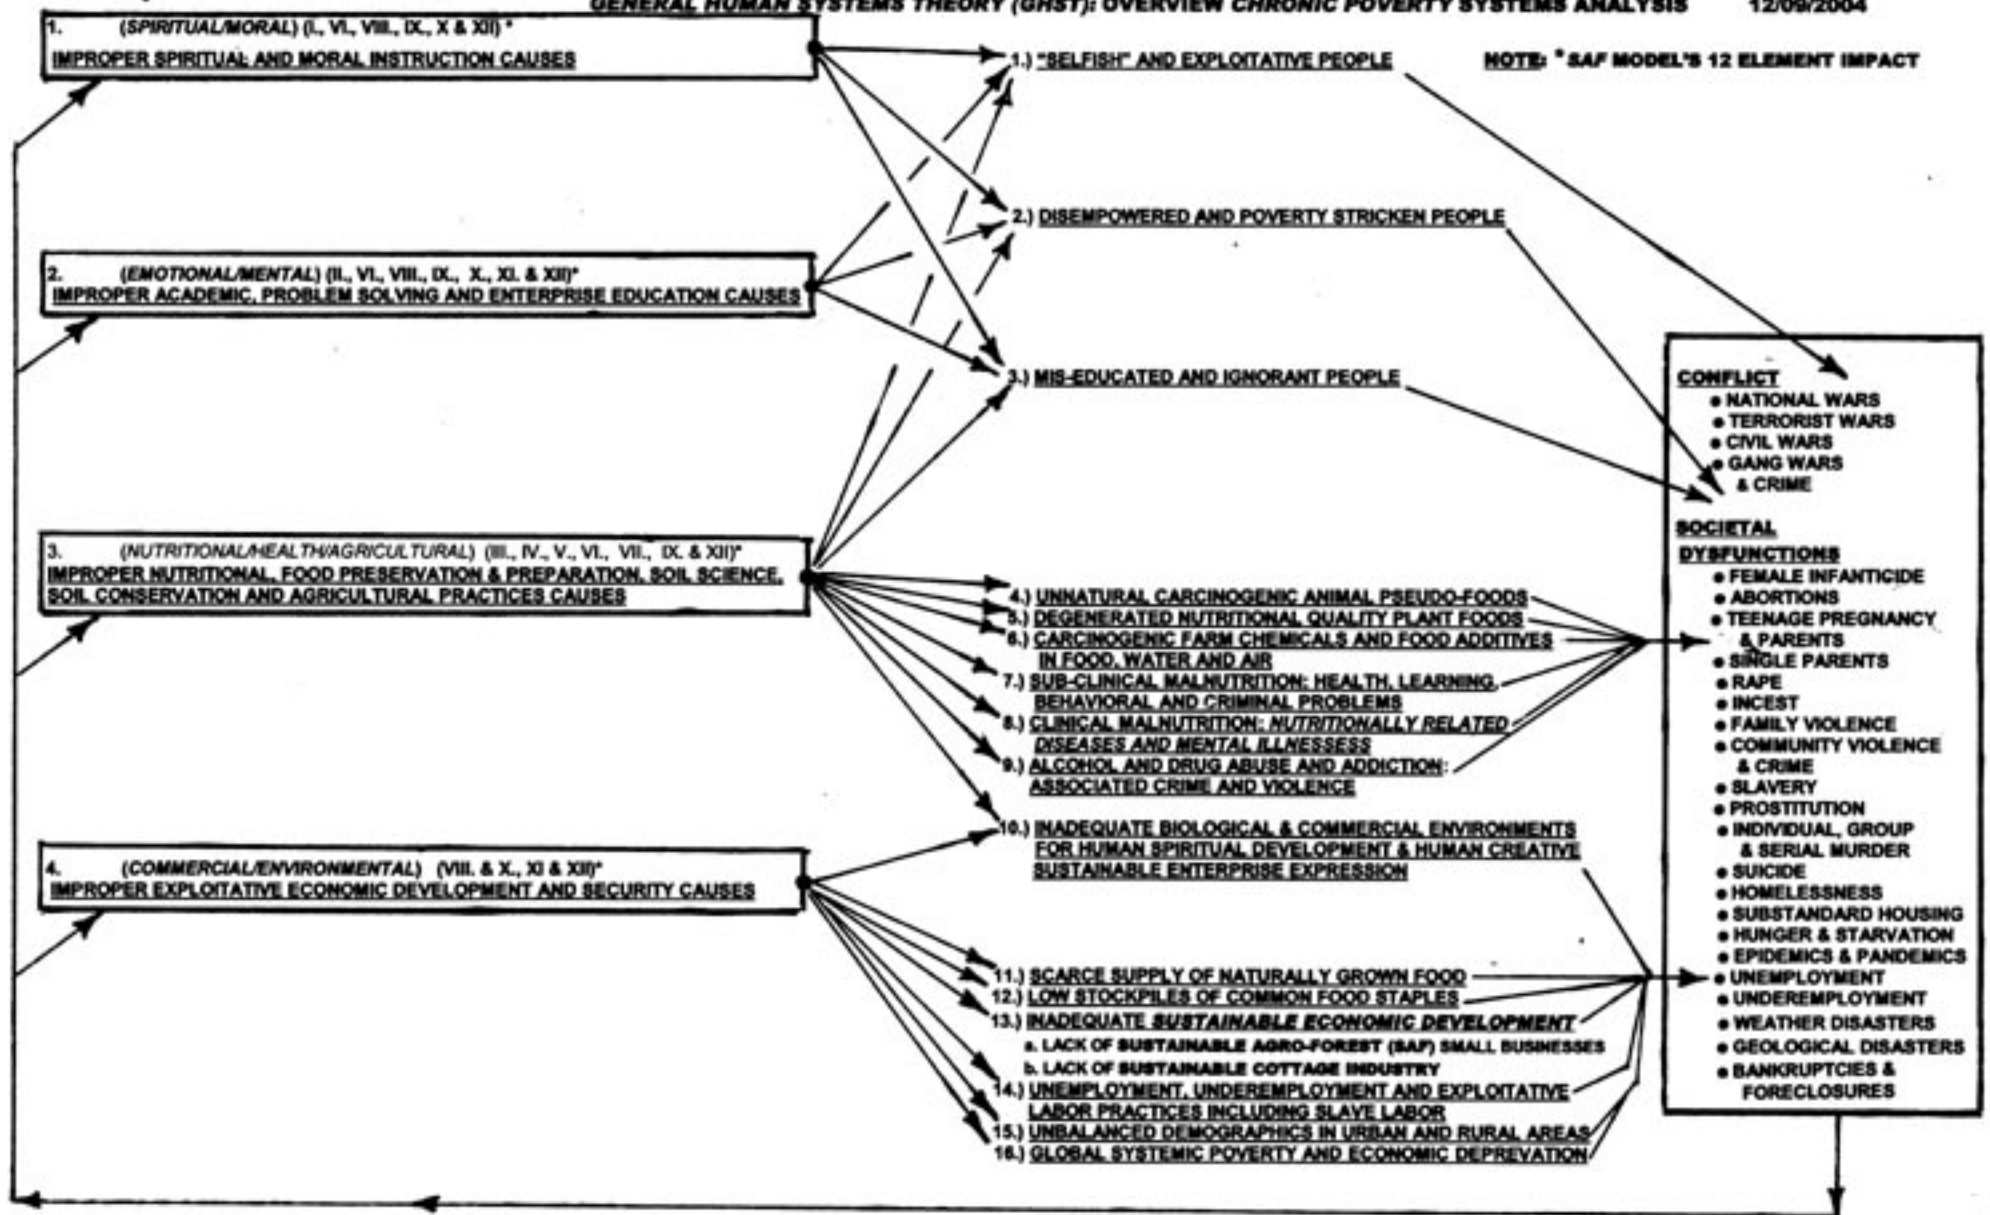 GENERAL HUMAN SYSTEMS THEORY (GHST): OVERVIEW CHRONIC POVERTY SYSTEMS ANALYSIS 12/09/2004
NOTE: * SAF MODEL'S 12 ELEMENT IMPACT
1. (SPIRITUAL/MORAL) (I., VI., VIII., IX., X & XII) *
IMPROPER SPIRITUAL AND MORAL INSTRUCTION CAUSES
2. (EMOTIONAL/MENTAL) (II., VI., VIII., IX., X., XI. & XII)*
IMPROPER ACADEMIC, PROBLEM SOLVING AND ENTERPRISE EDUCATION CAUSES
3. (NUTRITIONAL/HEALTH/AGRICULTURAL) (III., IV., V., VI., VII., IX. & XII)*
IMPROPER NUTRITIONAL, FOOD PRESERVATION & PREPARATION, SOIL SCIENCE,
SOIL CONSERVATION AND AGRICULTURAL PRACTICES CAUSES
4. (COMMERCIAL/ENVIRONMENTAL) (VIII. & X., XI & XII)*
IMPROPER EXPLOITATIVE ECONOMIC DEVELOPMENT AND SECURITY CAUSES
1.) "SELFISH" AND EXPLOITATIVE PEOPLE
2.) DISEMPOWERED AND POVERTY STRICKEN PEOPLE
3.) MIS-EDUCATED AND IGNORANT PEOPLE
4.) UNNATURAL CARCINOGENIC ANIMAL PSEUDO-FOODS
5.) DEGENERATED NUTRITIONAL QUALITY PLANT FOODS
6.) CARCINOGENIC FARM CHEMICALS AND FOOD ADDITIVES
IN FOOD, WATER AND AIR
7.) SUB-CLINICAL MALNUTRITION: HEALTH, LEARNING,
BEHAVIORAL AND CRIMINAL PROBLEMS
8.) CLINICAL MALNUTRITION: NUTRITIONALLY RELATED
DISEASES AND MENTAL ILLNESSESS
9.) ALCOHOL AND DRUG ABUSE AND ADDICTION:
ASSOCIATED CRIME AND VIOLENCE
10.) INADEQUATE BIOLOGICAL & COMMERCIAL ENVIRONMENTS
FOR HUMAN SPIRITUAL DEVELOPMENT & HUMAN CREATIVE
SUSTAINABLE ENTERPRISE EXPRESSION
11.) SCARCE SUPPLY OF NATURALLY GROWN FOOD
12.) LOW STOCKPILES OF COMMON FOOD STAPLES
13.) INADEQUATE SUSTAINABLE ECONOMIC DEVELOPMENT
a. LACK OF SUSTAINABLE AGRO-FOREST (SAF) SMALL BUSINESSES
b. LACK OF SUSTAINABLE COTTAGE INDUSTRY
14.) UNEMPLOYMENT, UNDEREMPLOYMENT AND EXPLOITATIVE
LABOR PRACTICES INCLUDING SLAVE LABOR
15.) UNBALANCED DEMOGRAPHICS IN URBAN AND RURAL AREAS
16.) GLOBAL SYSTEMIC POVERTY AND ECONOMIC DEPREVATION
CONFLICT
• NATIONAL WARS
• TERRORIST WARS
• CIVIL WARS
• GANG WARS
& CRIME
SOCIETAL
DYSFUNCTIONS
• FEMALE INFANTICIDE
• ABORTIONS
• TEENAGE PREGNANCY
& PARENTS
• SINGLE PARENTS
• RAPE
• INCEST
• FAMILY VIOLENCE
• COMMUNITY VIOLENCE
& CRIME
• SLAVERY
• PROSTITUTION
• INDIVIDUAL, GROUP
& SERIAL MURDER
• SUICIDE
• HOMELESSNESS
• SUBSTANDARD HOUSING
• HUNGER & STARVATION
• EPIDEMICS & PANDEMICS
• UNEMPLOYMENT
• UNDEREMPLOYMENT
• WEATHER DISASTERS
• GEOLOGICAL DISASTERS
• BANKRUPTCIES &
FORECLOSURES